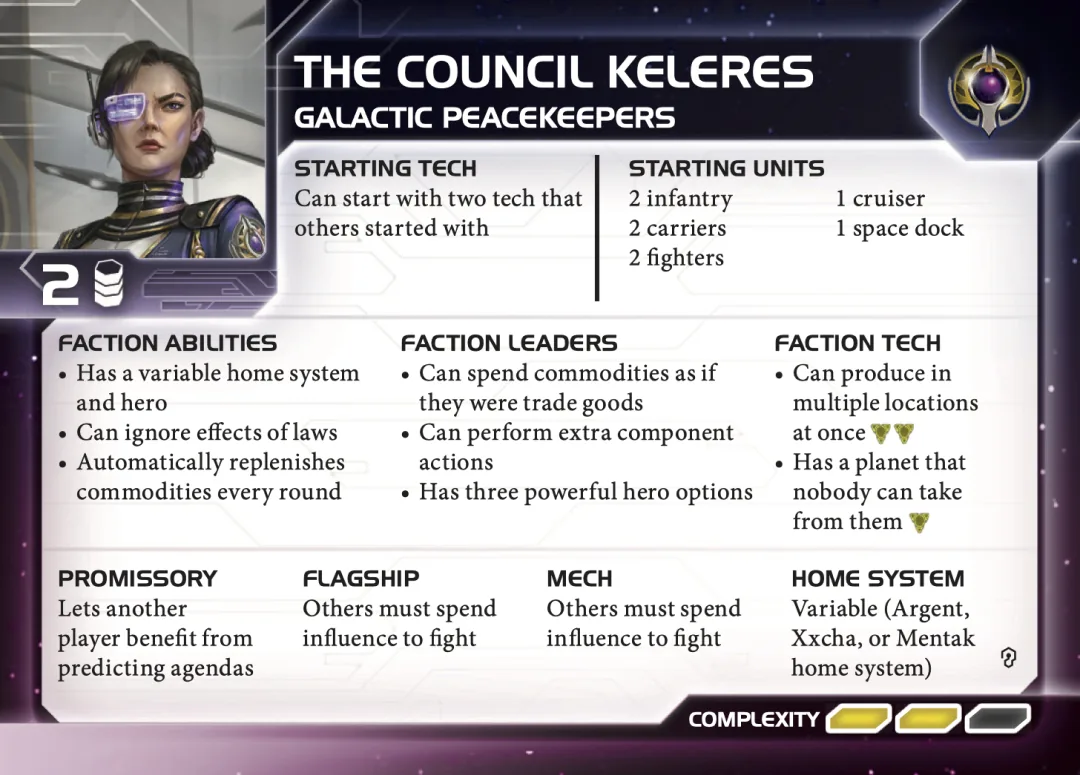 THE COUNCIL KELERES
GALACTIC PEACEKEEPERS
STARTING TECH
Can start with two tech that
others started with
STARTING UNITS
2 infantry
2 carriers
2 fighters
1 cruiser
1 space dock
2
FACTION ABILITIES
• Has a variable home system
and hero
• Can ignore effects of laws
• Automatically replenishes
commodities every round
FACTION LEADERS
• Can spend commodities as if
they were trade goods
• Can perform extra component
actions
• Has three powerful hero options
FACTION TECH
• Can produce in
multiple locations
at once
• Has a planet that
nobody can take
from them
PROMISSORY
Lets another
player benefit from
predicting agendas
FLAGSHIP
Others must spend
influence to fight
MECH
Others must spend
influence to fight
HOME SYSTEM
Variable (Argent,
Xxcha, or Mentak
home system)
COMPLEXITY